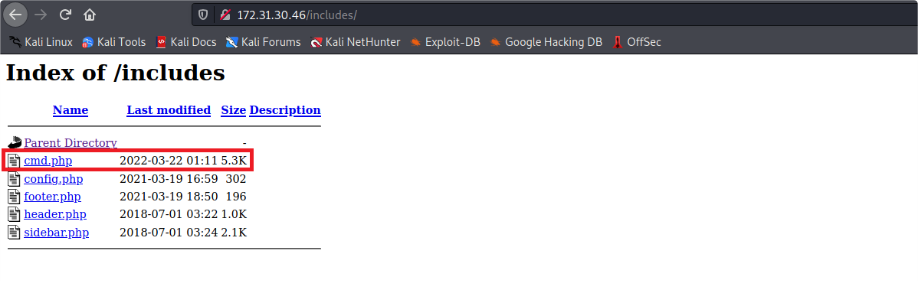 172.31.30.46/includes/
Kali Linux Kali Tools Kali Docs Kali Forums Kali NetHunter Exploit-DB Google Hacking DB OffSec
Index of /includes
Name Last modified Size Description
Parent Directory -
cmd.php 2022-03-22 01:11 5.3K
config.php 2021-03-19 16:59 302
footer.php 2021-03-19 18:50 196
header.php 2018-07-01 03:22 1.0K
sidebar.php 2018-07-01 03:24 2.1K